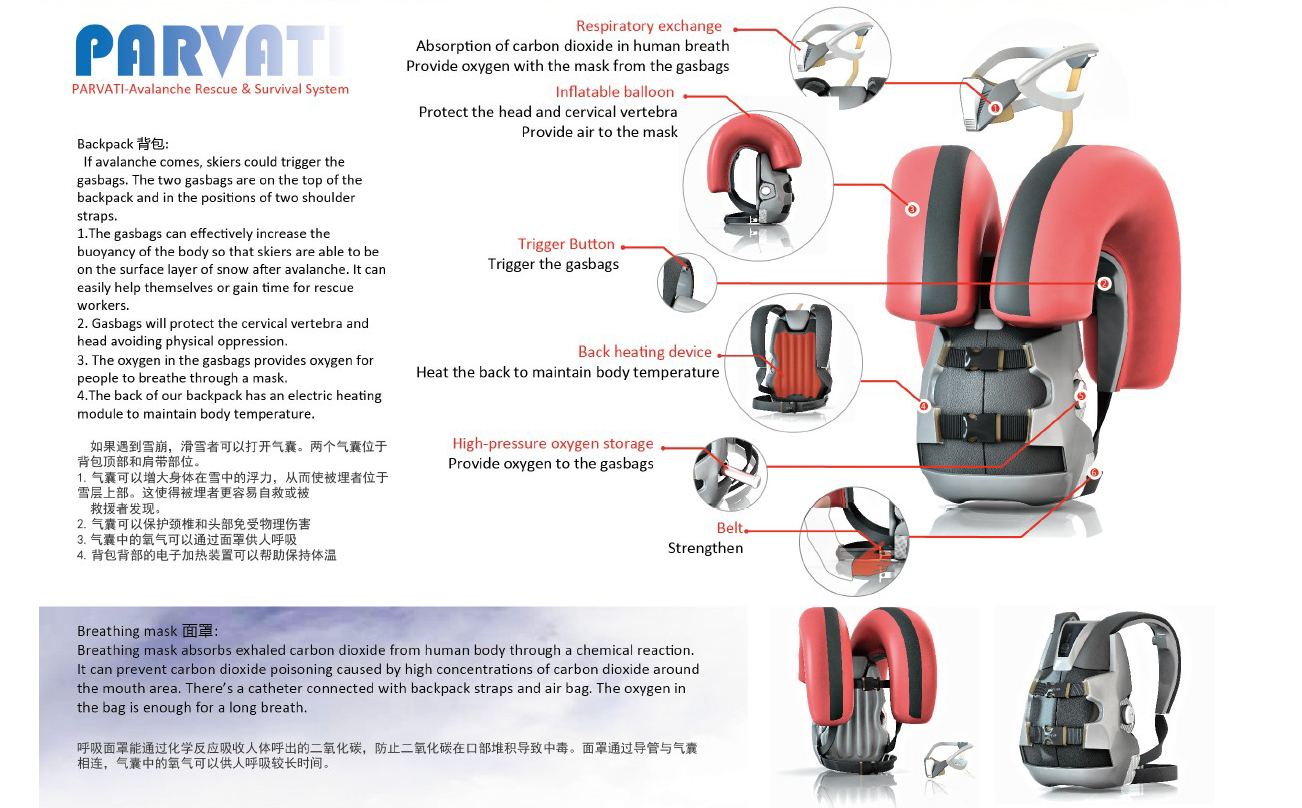 PARVATI
PARVATI-Avalanche Rescue & Survival System
Backpack 背包:
If avalanche comes, skiers could trigger the
gasbags. The two gasbags are on the top of the
backpack and in the positions of two shoulder
straps.
1.The gasbags can effectively increase the
buoyancy of the body so that skiers are able to be
on the surface layer of snow after avalanche. It can
easily help themselves or gain time for rescue
workers.
2. Gasbags will protect the cervical vertebra and
head avoiding physical oppression.
3. The oxygen in the gasbags provides oxygen for
people to breathe through a mask.
4.The back of our backpack has an electric heating
module to maintain body temperature.
如果遇到雪崩，滑雪者可以打开气囊。两个气囊位于
背包顶部和肩带部位。
1. 气囊可以增大身体在雪中的浮力，从而使被埋者位于
雪层上部。这使得被埋者更容易自救或被
救援者发现。
2. 气囊可以保护颈椎和头部免受物理伤害
3. 气囊中的氧气可以通过面罩供人呼吸
4. 背包背部的电子加热装置可以帮助保持体温
Respiratory exchange
Absorption of carbon dioxide in human breath
Provide oxygen with the mask from the gasbags
Inflatable balloon
Protect the head and cervical vertebra
Provide air to the mask
Trigger Button
Trigger the gasbags
Back heating device
Heat the back to maintain body temperature
High-pressure oxygen storage
Provide oxygen to the gasbags
Belt
Strengthen
1
3
2
4
5
6
Breathing mask 面罩:
Breathing mask absorbs exhaled carbon dioxide from human body through a chemical reaction.
It can prevent carbon dioxide poisoning caused by high concentrations of carbon dioxide around
the mouth area. There's a catheter connected with backpack straps and air bag. The oxygen in
the bag is enough for a long breath.
呼吸面罩能通过化学反应吸收人体呼出的二氧化碳，防止二氧化碳在口部堆积导致中毒。面罩通过导管与气囊
相连，气囊中的氧气可以供人呼吸较长时间。